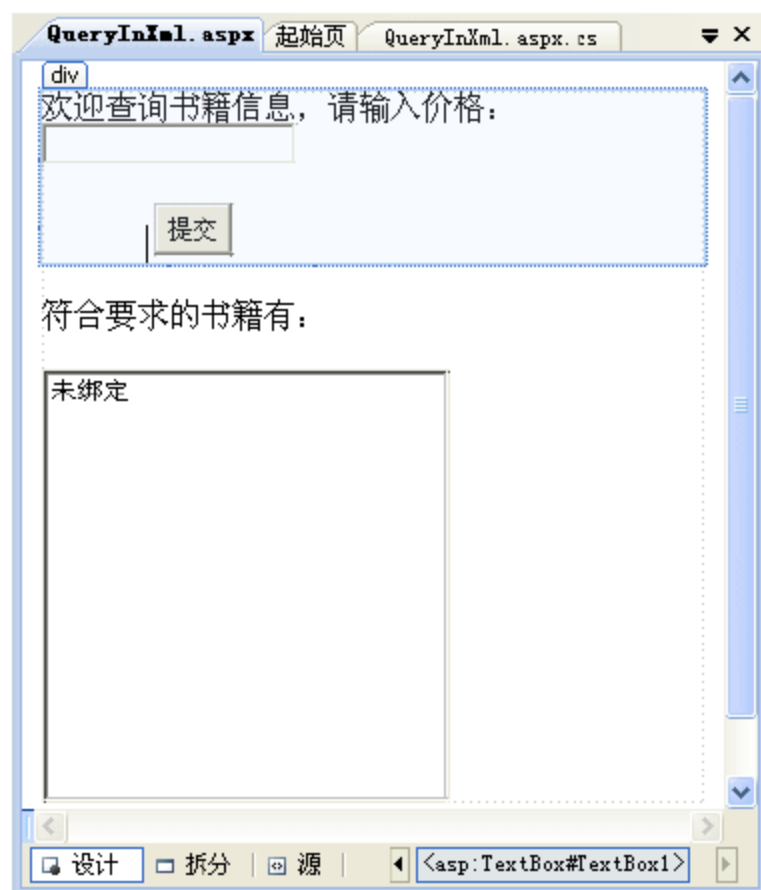 QueryInXml.aspx 起始页 QueryInXml.aspx.cs
div
欢迎查询书籍信息，请输入价格：
提交
符合要求的书籍有：
未绑定
设计 拆分 源 <asp:TextBox#TextBox1>